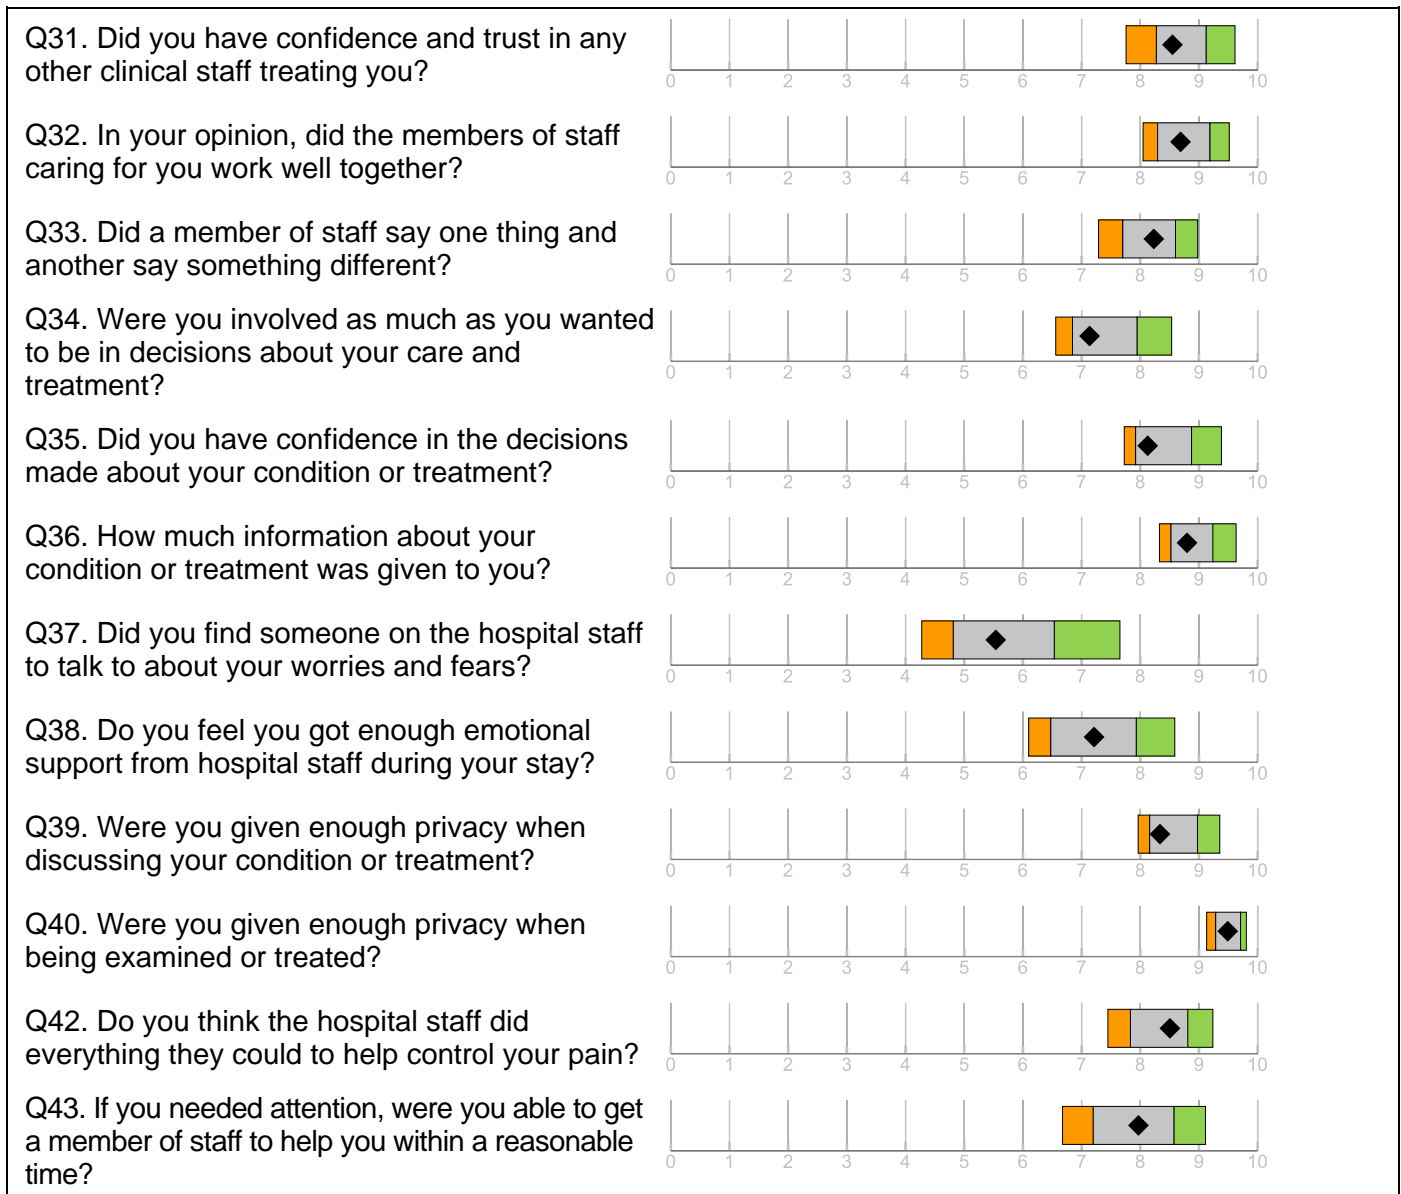 Q31. Did you have confidence and trust in any
other clinical staff treating you?
0 1 2 3 4 5 6 7 8 9 10
Q32. In your opinion, did the members of staff
caring for you work well together?
0 1 2 3 4 5 6 7 8 9 10
Q33. Did a member of staff say one thing and
another say something different?
0 1 2 3 4 5 6 7 8 9 10
Q34. Were you involved as much as you wanted
to be in decisions about your care and
treatment?
0 1 2 3 4 5 6 7 8 9 10
Q35. Did you have confidence in the decisions
made about your condition or treatment?
0 1 2 3 4 5 6 7 8 9 10
Q36. How much information about your
condition or treatment was given to you?
0 1 2 3 4 5 6 7 8 9 10
Q37. Did you find someone on the hospital staff
to talk to about your worries and fears?
0 1 2 3 4 5 6 7 8 9 10
Q38. Do you feel you got enough emotional
support from hospital staff during your stay?
0 1 2 3 4 5 6 7 8 9 10
Q39. Were you given enough privacy when
discussing your condition or treatment?
0 1 2 3 4 5 6 7 8 9 10
Q40. Were you given enough privacy when
being examined or treated?
0 1 2 3 4 5 6 7 8 9 10
Q42. Do you think the hospital staff did
everything they could to help control your pain?
0 1 2 3 4 5 6 7 8 9 10
Q43. If you needed attention, were you able to get
a member of staff to help you within a reasonable
time?
0 1 2 3 4 5 6 7 8 9 10